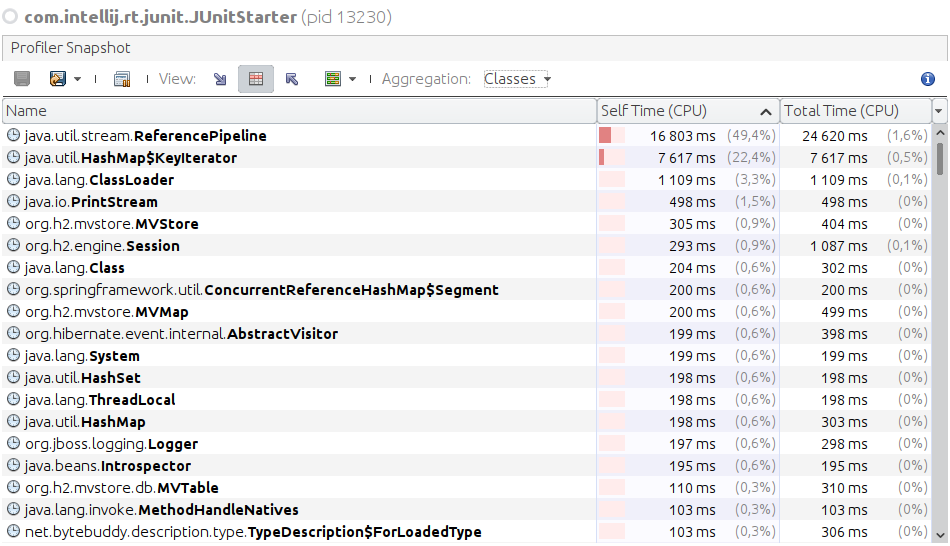 com.intellij.rt.junit.JUnitStarter (pid 13230)
Profiler Snapshot
View: Aggregation: Classes
Name Self Time (CPU) Total Time (CPU)
java.util.stream.ReferencePipeline 16 803 ms (49,4%) 24 620 ms (1,6%)
java.util.HashMap$KeyIterator 7 617 ms (22,4%) 7 617 ms (0,5%)
java.lang.ClassLoader 1 109 ms (3,3%) 1 109 ms (0,1%)
java.io.PrintStream 498 ms (1,5%) 498 ms (0%)
org.h2.mvstore.MVStore 305 ms (0,9%) 404 ms (0%)
org.h2.engine.Session 293 ms (0,9%) 1 087 ms (0,1%)
java.lang.Class 204 ms (0,6%) 302 ms (0%)
org.springframework.util.ConcurrentReferenceHashMap$Segment 200 ms (0,6%) 200 ms (0%)
org.h2.mvstore.MVMap 200 ms (0,6%) 499 ms (0%)
org.hibernate.event.internal.AbstractVisitor 199 ms (0,6%) 398 ms (0%)
java.lang.System 199 ms (0,6%) 199 ms (0%)
java.util.HashSet 198 ms (0,6%) 198 ms (0%)
java.lang.ThreadLocal 198 ms (0,6%) 198 ms (0%)
java.util.HashMap 198 ms (0,6%) 303 ms (0%)
org.jboss.logging.Logger 197 ms (0,6%) 298 ms (0%)
java.beans.Introspector 195 ms (0,6%) 195 ms (0%)
org.h2.mvstore.db.MVTable 110 ms (0,3%) 310 ms (0%)
java.lang.invoke.MethodHandleNatives 103 ms (0,3%) 103 ms (0%)
net.bytebuddy.description.type.TypeDescription$ForLoadedType 103 ms (0,3%) 306 ms (0%)